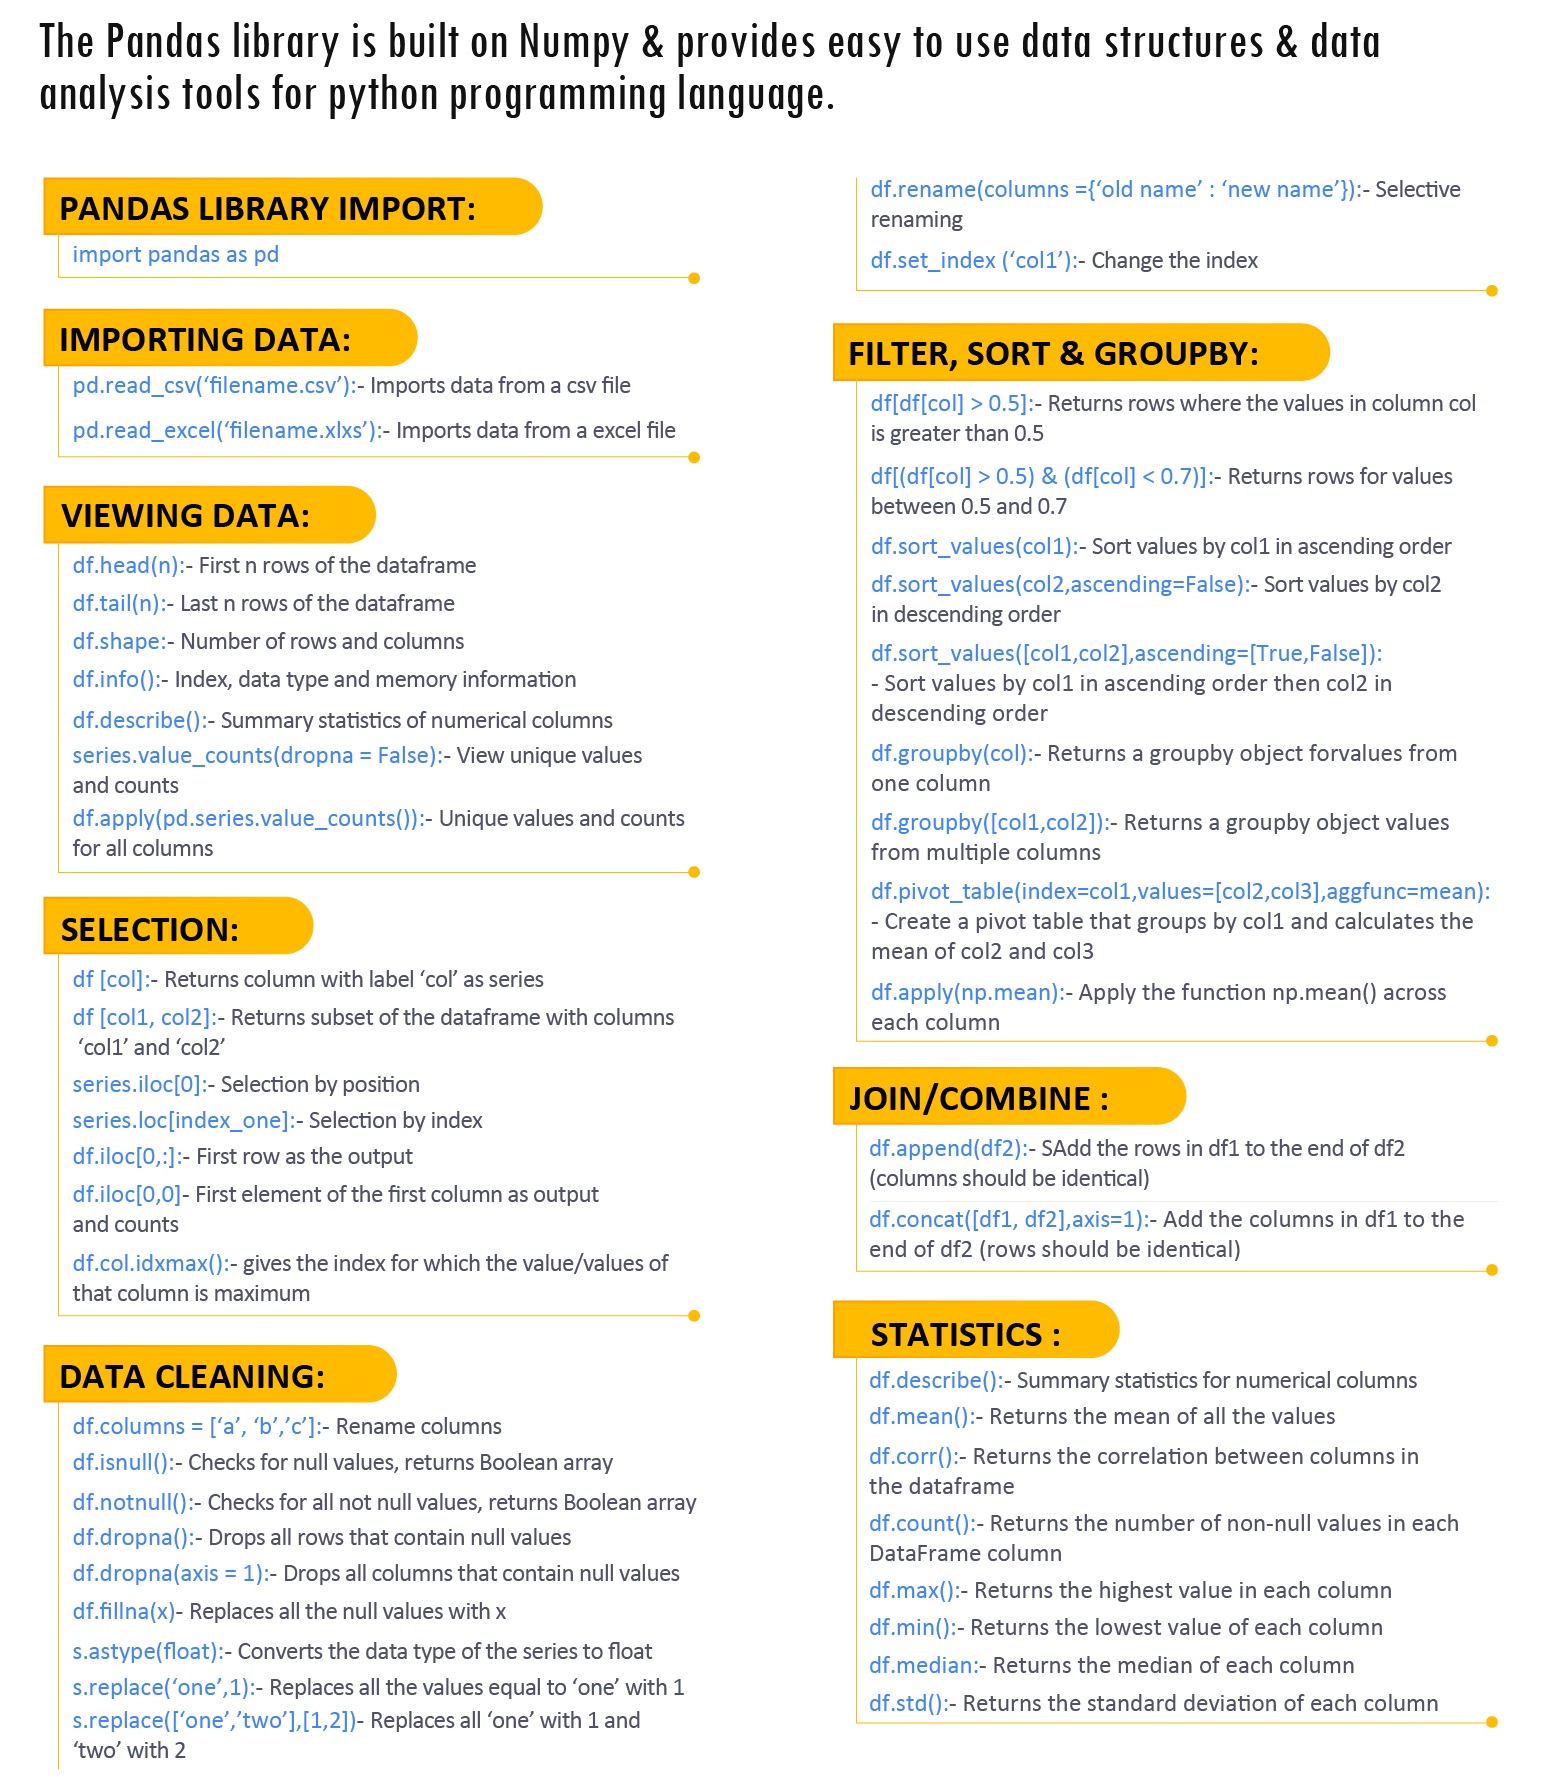 The Pandas library is built on Numpy & provides easy to use data structures & data
analysis tools for python programming language.
PANDAS LIBRARY IMPORT:
import pandas as pd
IMPORTING DATA:
pd.read_csv(‘filename.csv’):- Imports data from a csv file
pd.read_excel(‘filename.xlxs’):- Imports data from a excel file
VIEWING DATA:
df.head(n):- First n rows of the dataframe
df.tail(n):- Last n rows of the dataframe
df.shape:- Number of rows and columns
df.info():- Index, data type and memory information
df.describe():- Summary statistics of numerical columns
series.value_counts(dropna = False):- View unique values
and counts
df.apply(pd.series.value_counts()):- Unique values and counts
for all columns
SELECTION:
df [col]:- Returns column with label ‘col’ as series
df [col1, col2]:- Returns subset of the dataframe with columns
‘col1’ and ‘col2’
series.iloc[0]:- Selection by position
series.loc[index_one]:- Selection by index
df.iloc[0,:]:- First row as the output
df.iloc[0,0]- First element of the first column as output
and counts
df.col.idxmax():- gives the index for which the value/values of
that column is maximum
DATA CLEANING:
df.columns = [‘a’, ‘b’,’c’]:- Rename columns
df.isnull():- Checks for null values, returns Boolean array
df.notnull():- Checks for all not null values, returns Boolean array
df.dropna():- Drops all rows that contain null values
df.dropna(axis = 1):- Drops all columns that contain null values
df.fillna(x)- Replaces all the null values with x
s.astype(float):- Converts the data type of the series to float
s.replace(‘one’,1):- Replaces all the values equal to ‘one’ with 1
s.replace([‘one’,’two’],[1,2])- Replaces all ‘one’ with 1 and
‘two’ with 2
df.rename(columns ={‘old name’ : ‘new name’}):- Selective
renaming
df.set_index (‘col1’):- Change the index
FILTER, SORT & GROUPBY:
df[df[col] > 0.5]:- Returns rows where the values in column col
is greater than 0.5
df[(df[col] > 0.5) & (df[col] < 0.7)]:- Returns rows for values
between 0.5 and 0.7
df.sort_values(col1):- Sort values by col1 in ascending order
df.sort_values(col2,ascending=False):- Sort values by col2
in descending order
df.sort_values([col1,col2],ascending=[True,False]):
- Sort values by col1 in ascending order then col2 in
descending order
df.groupby(col):- Returns a groupby object forvalues from
one column
df.groupby([col1,col2]):- Returns a groupby object values
from multiple columns
df.pivot_table(index=col1,values=[col2,col3],aggfunc=mean):
- Create a pivot table that groups by col1 and calculates the
mean of col2 and col3
df.apply(np.mean):- Apply the function np.mean() across
each column
JOIN/COMBINE :
df.append(df2):- SAdd the rows in df1 to the end of df2
(columns should be identical)
df.concat([df1, df2],axis=1):- Add the columns in df1 to the
end of df2 (rows should be identical)
STATISTICS :
df.describe():- Summary statistics for numerical columns
df.mean():- Returns the mean of all the values
df.corr():- Returns the correlation between columns in
the dataframe
df.count():- Returns the number of non-null values in each
DataFrame column
df.max():- Returns the highest value in each column
df.min():- Returns the lowest value of each column
df.median:- Returns the median of each column
df.std():- Returns the standard deviation of each column